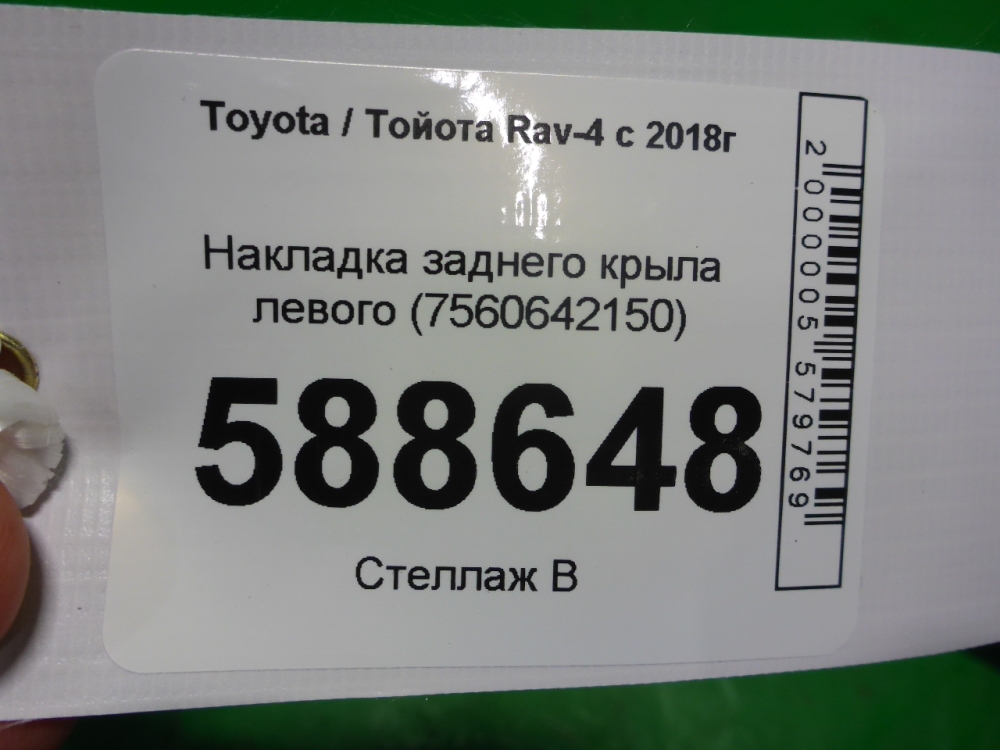 Toyota / Тойота Rav-4 с 2018г
Накладка заднего крыла
левого (7560642150)
588648
Стеллаж В
2000005579769